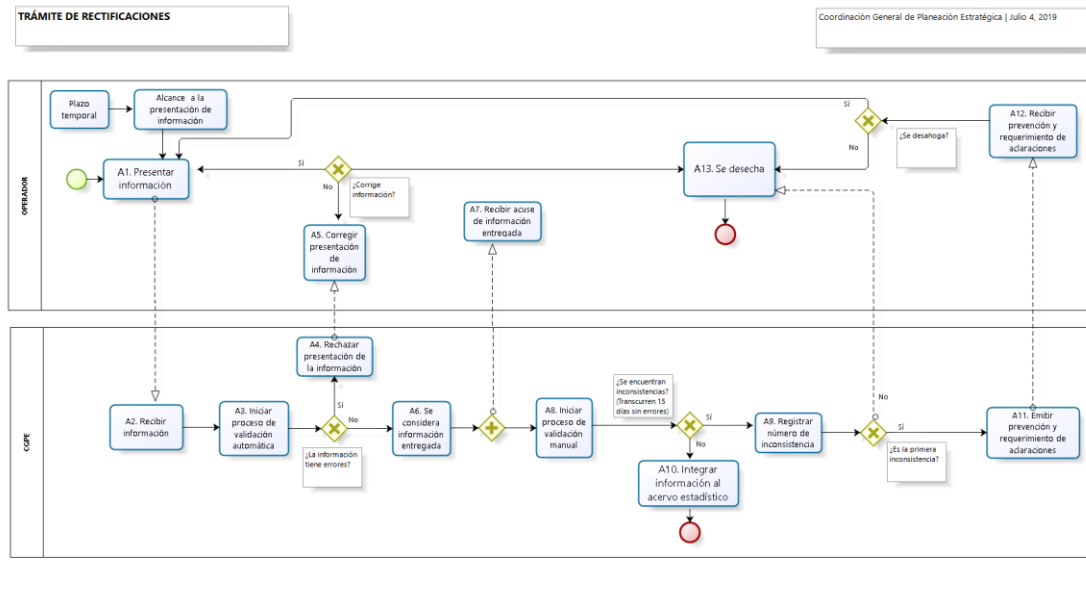 TRÁMITE DE RECTIFICACIONES
Coordinación General de Planeación Estratégica | Julio 4, 2019
OPERADOR
Plazo
temporal
Alcance a la
presentación de
información
A1. Presentar
información
Sí
No
¿Corrige
información?
A5. Corregir
presentación
de
información
A7. Recibir acuse
de información
entregada
A13. Se desecha
Sí
No
¿Se desahoga?
A12. Recibir
prevención y
requerimiento de
aclaraciones
CGPE
A2. Recibir
información
A3. Iniciar
proceso de
validación
automática
A4. Rechazar
presentación de
la información
Sí
No
¿La información
tiene errores?
A6. Se
considera
información
entregada
A8. Iniciar
proceso de
validación
manual
¿Se encuentran
inconsistencias?
(Transcurren 15
días sin errores)
Sí
No
A10. Integrar
información al
acervo estadístico
A9. Registrar
número de
inconsistencia
No
Sí
¿Es la primera
inconsistencia?
A11. Emitir
prevención y
requerimiento de
aclaraciones